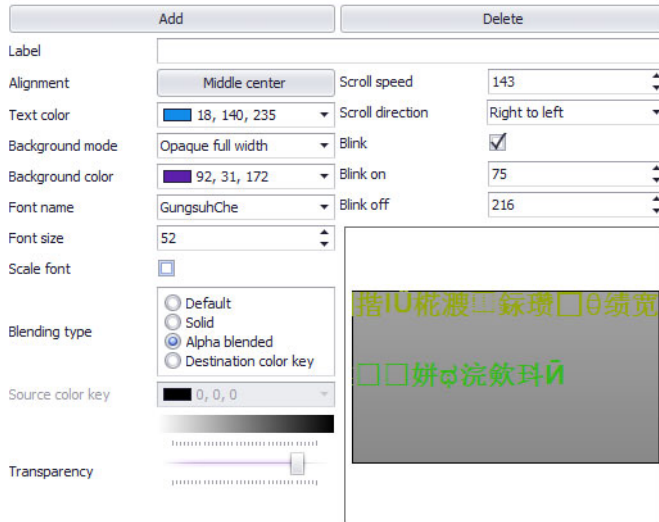 Add
Delete
Label
Alignment
Middle center
Scroll speed
143
Text color
18, 140, 235
Scroll direction
Right to left
Background mode
Opaque full width
Blink
Background color
92, 31, 172
Blink on
75
Font name
GungsuhChe
Blink off
216
Font size
52
Scale font
Default
Solid
Blending type
Alpha blended
Destination color key
Source color key
0, 0, 0
Transparency